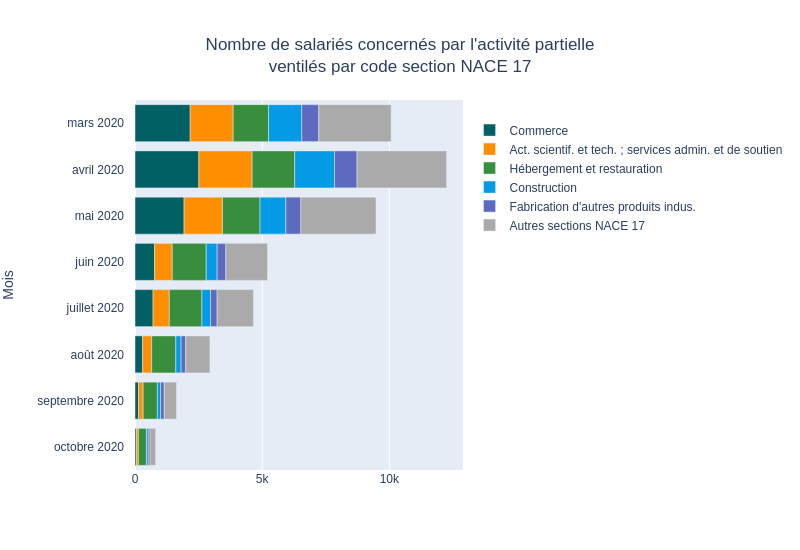 Nombre de salariés concernés par l'activité partielle
ventilés par code section NACE 17
mars 2020
avril 2020
mai 2020
juin 2020
juillet 2020
août 2020
septembre 2020
octobre 2020
Mois
0
5k
10k
Commerce
Act. scientif. et tech. ; services admin. et de soutien
Hébergement et restauration
Construction
Fabrication d'autres produits indus.
Autres sections NACE 17